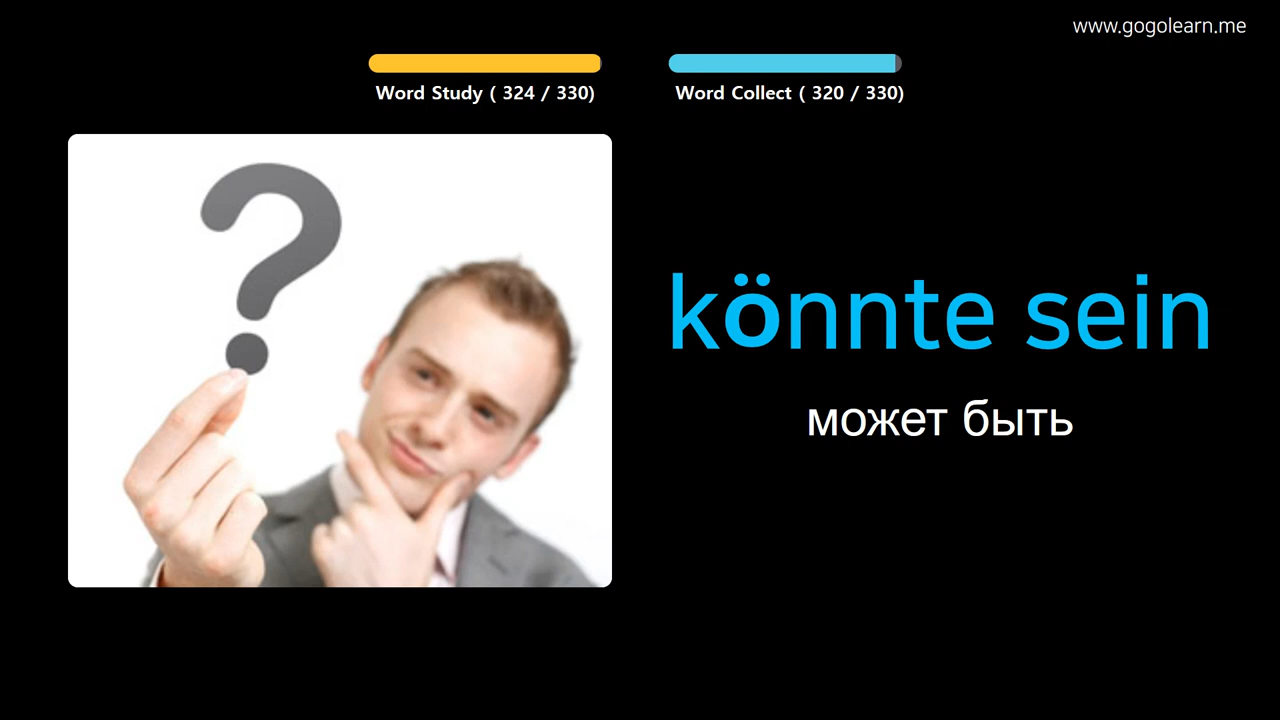 www.gogolearn.me
Word Study ( 324 / 330)
Word Collect ( 320 / 330)
?
könnte sein
может быть